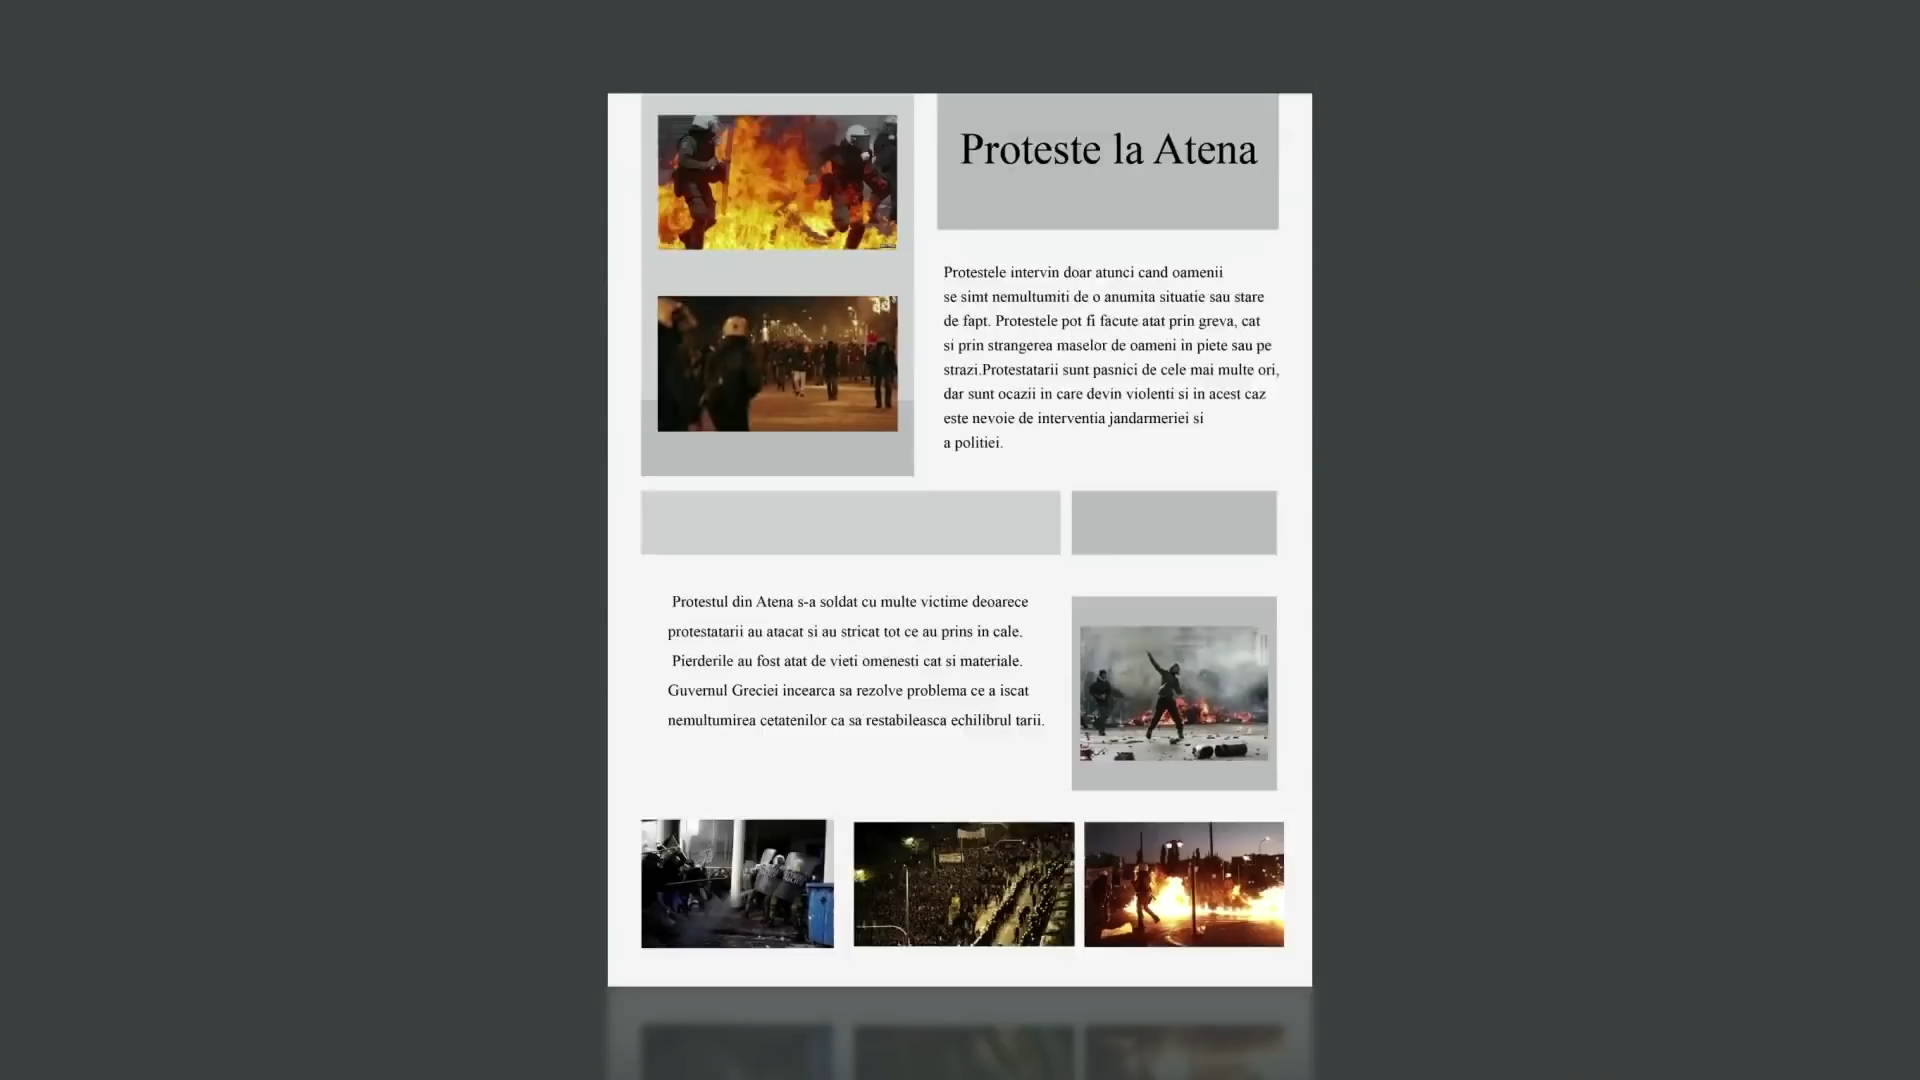 Proteste la Atena
Protestele intervin doar atunci cand oamenii
se simt nemultumiti de o anumita situatie sau stare
de fapt. Protestele pot fi facute atat prin greva, cat
si prin strangerea maselor de oameni in piete sau pe
strazi.Protestatarii sunt pasnici de cele mai multe ori,
dar sunt ocazii in care devin violenti si in acest caz
este nevoie de interventia jandarmeriei si
a politiei.
Protestul din Atena s-a soldat cu multe victime deoarece
protestatarii au atacat si au stricat tot ce au prins in cale.
Pierderile au fost atat de vieti omenesti cat si materiale.
Guvernul Greciei incearca sa rezolve problema ce a iscat
nemultumirea cetatenilor ca sa restabileasca echilibrul tarii.